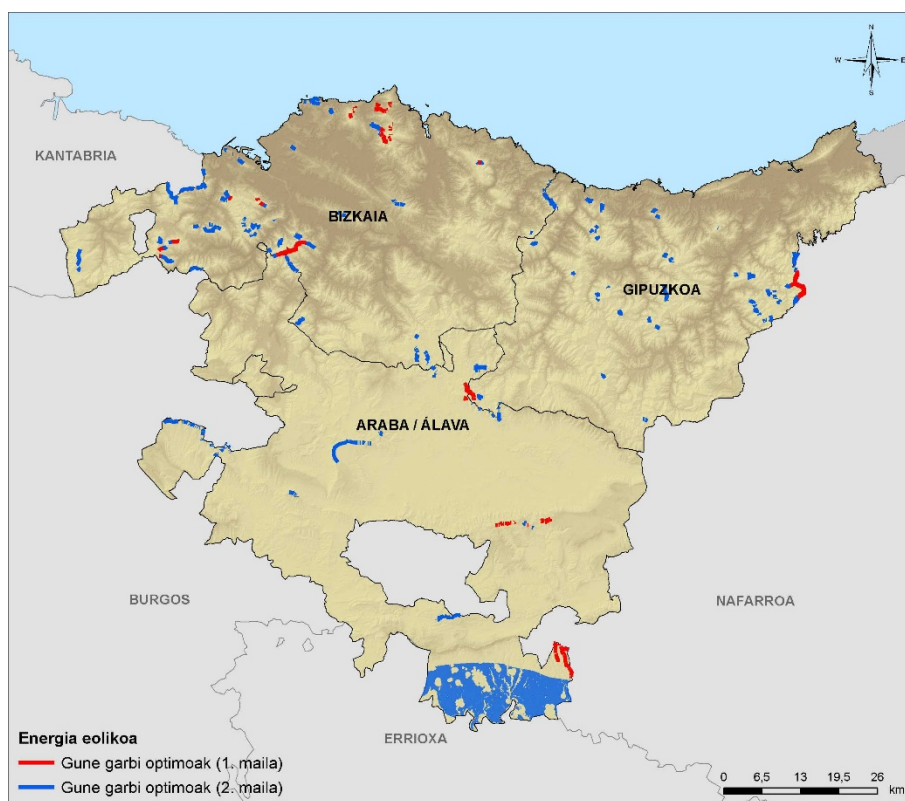 N
W E
S
KANTABRIA
BIZKAIA
GIPUZKOA
ARABA / ÁLAVA
BURGOS
NAFARROA
ERRIOXA
Energia eolikoa
Gune garbi optimoak (1. maila)
Gune garbi optimoak (2. maila)
0 6,5 13 19,5 26
km